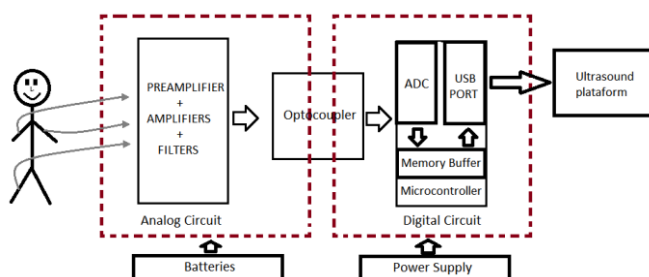 PREAMPLIFIER
+
AMPLIFIERS
+
FILTERS
Optocoupler
ADC
USB
PORT
Memory Buffer
Microcontroller
Ultrasound
plataform
Analog Circuit
Digital Circuit
Batteries
Power Supply